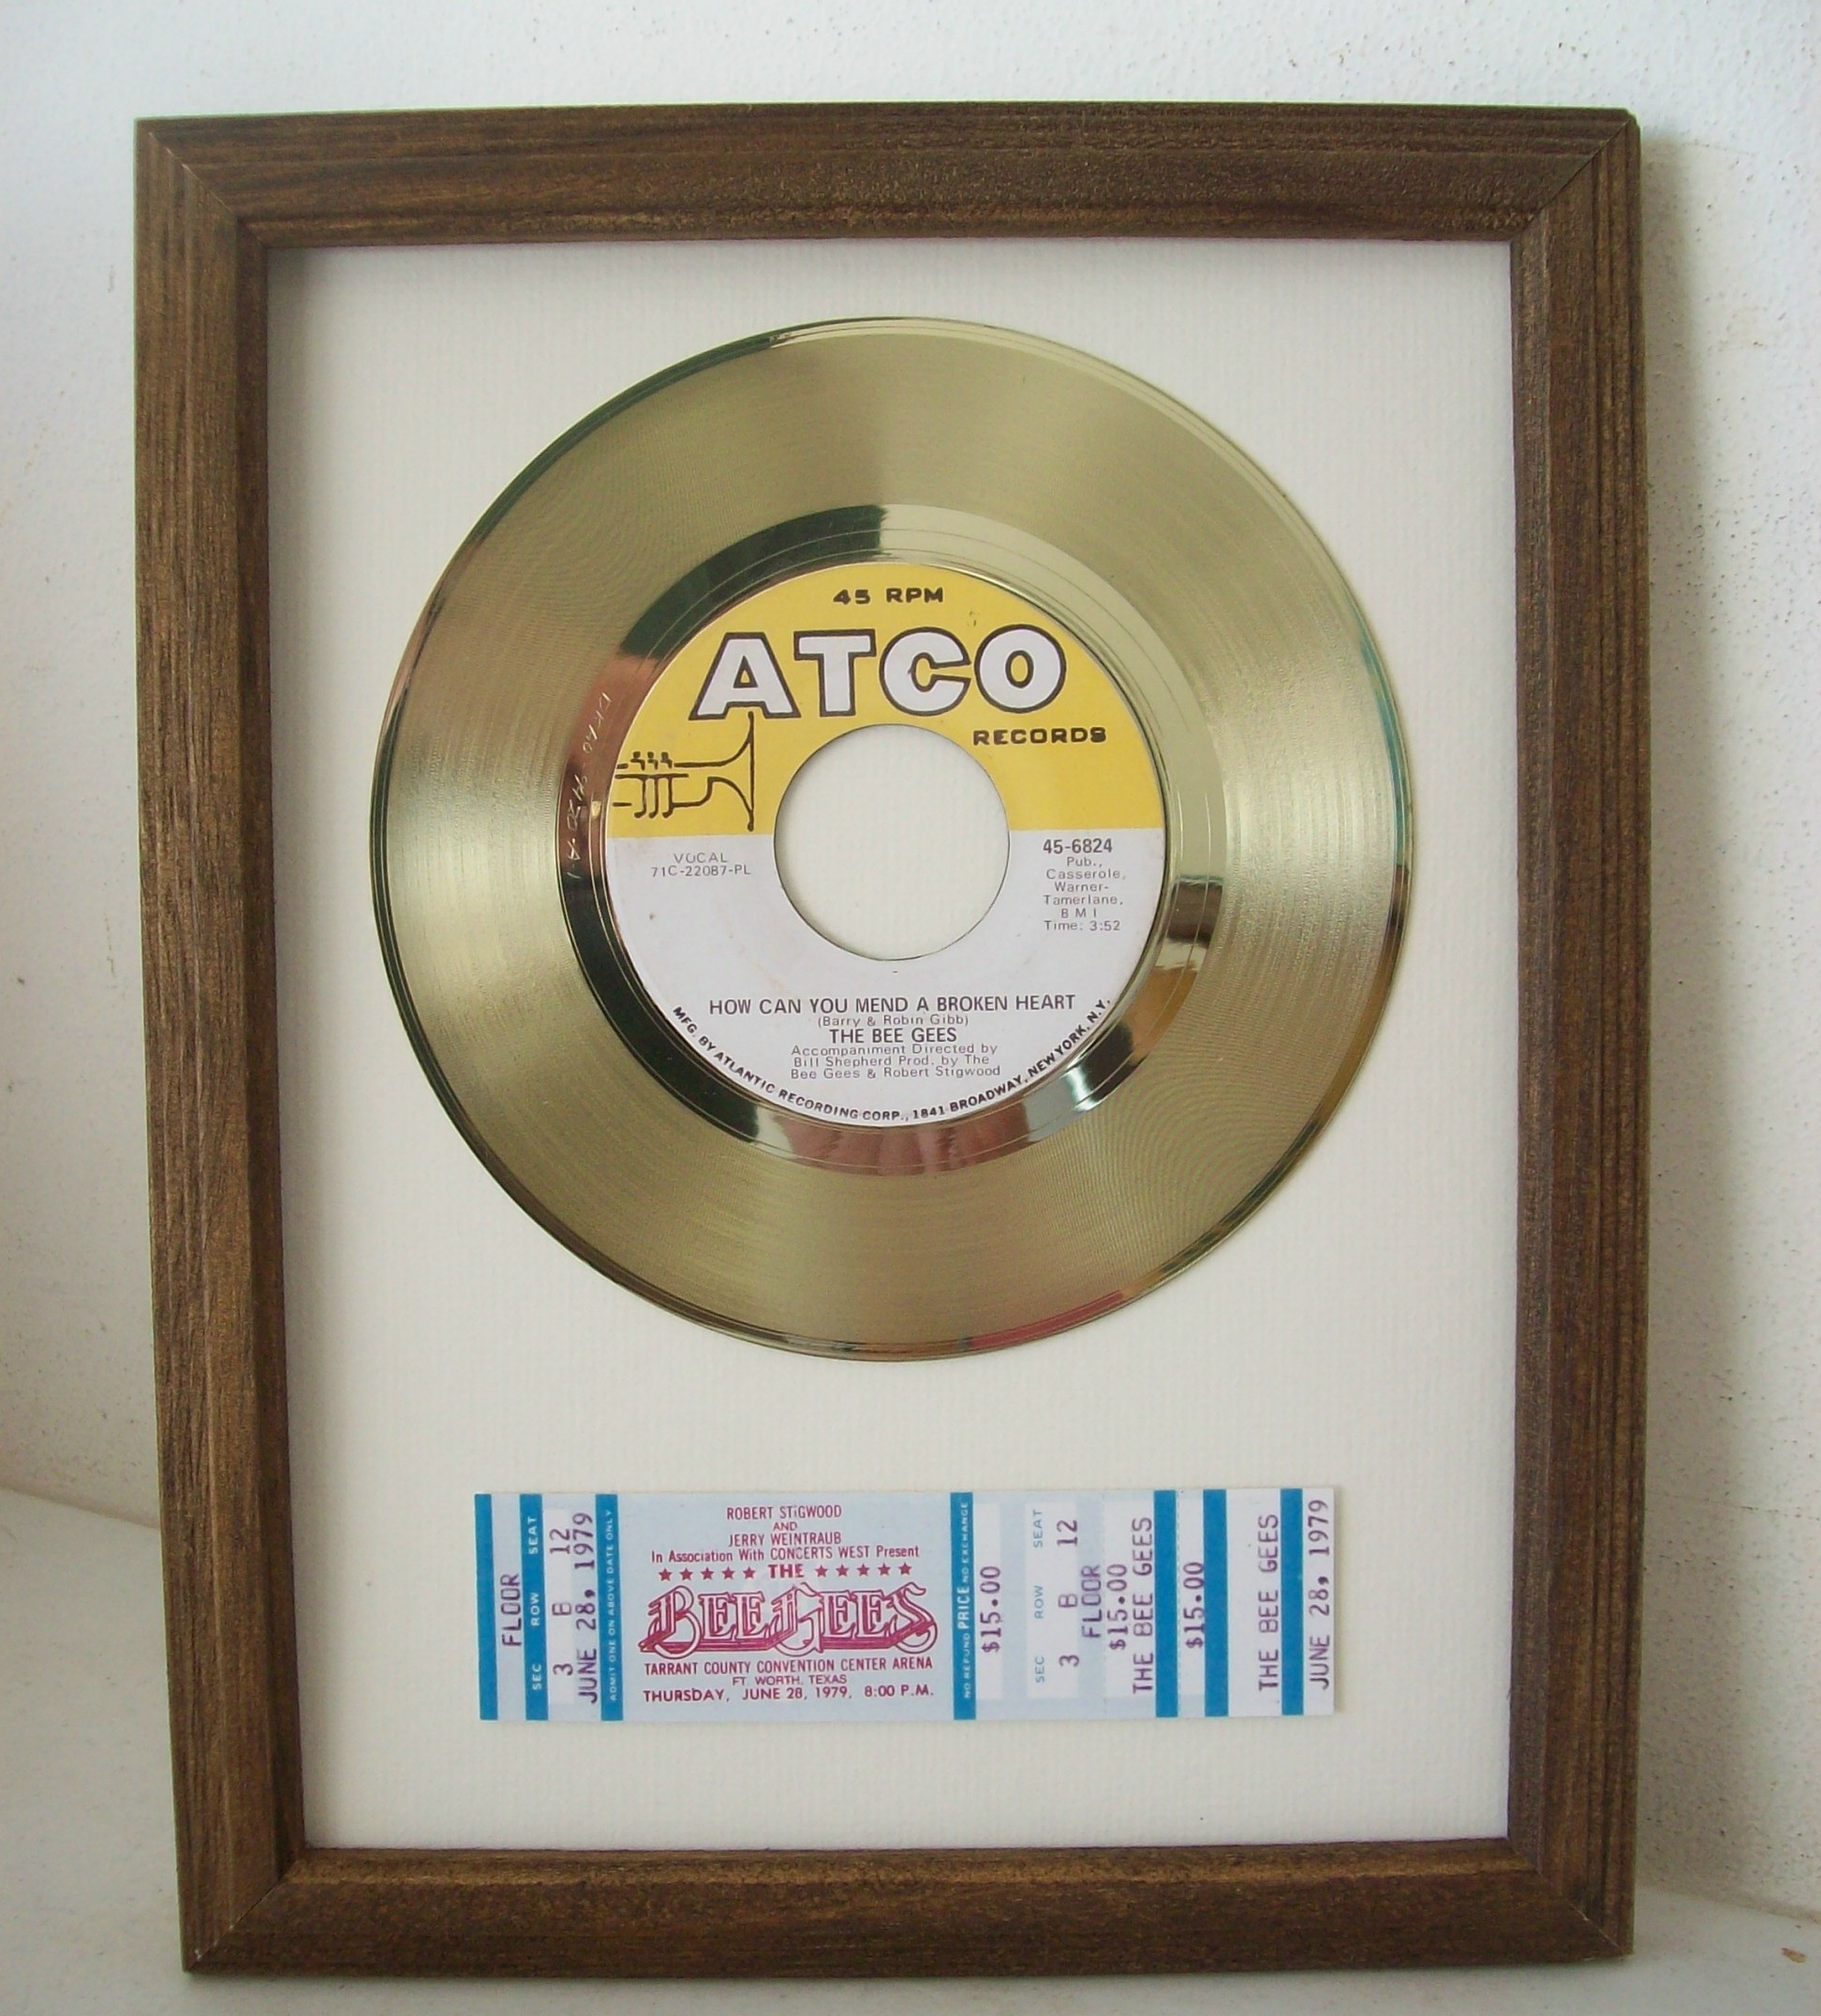 45 RPM
ATCO
RECORDS
VOCAL
71C-22087-PL
45-6824
Pub.,
Casserole,
Warner-
Tamerlane,
B M I
Time: 3:52
HOW CAN YOU MEND A BROKEN HEART
(Barry & Robin Gibb)
THE BEE GEES
Accompaniment Directed by
Bill Shepherd Prod. by The
Bee Gees & Robert Stigwood
MFG. BY ATLANTIC RECORDING CORP., 1841 BROADWAY, NEW YORK, N.Y.
FLOOR
SEC ROW SEAT
3 B 12
JUNE 28, 1979
ADMIT ONE ON ABOVE DATE ONLY
ROBERT STIGWOOD
AND
JERRY WEINTRAUB
In Association With CONCERTS WEST Present
★★★★★ THE ★★★★★
BEE GEES
TARRANT COUNTY CONVENTION CENTER ARENA
FT. WORTH, TEXAS
THURSDAY, JUNE 28, 1979, 8:00 P.M.
NO REFUND PRICE NO EXCHANGE
$15.00
SEC ROW SEAT
3 B 12
FLOOR
$15.00
THE BEE GEES
$15.00
THE BEE GEES
JUNE 28, 1979